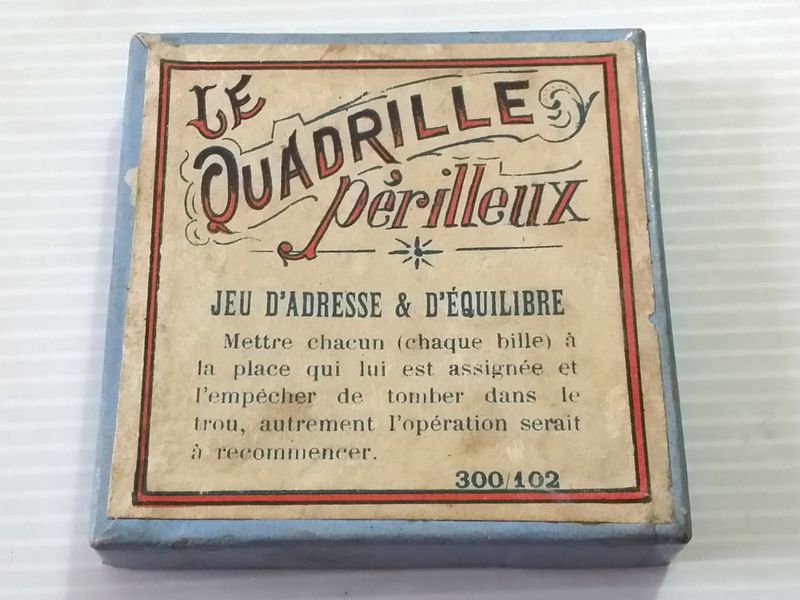 LE
QUADRILLE
Périlleux
JEU D'ADRESSE & D'ÉQUILIBRE
Mettre chacun (chaque bille) à
la place qui lui est assignée et
l'empêcher de tomber dans le
trou, autrement l'opération serait
à recommencer.
300/102